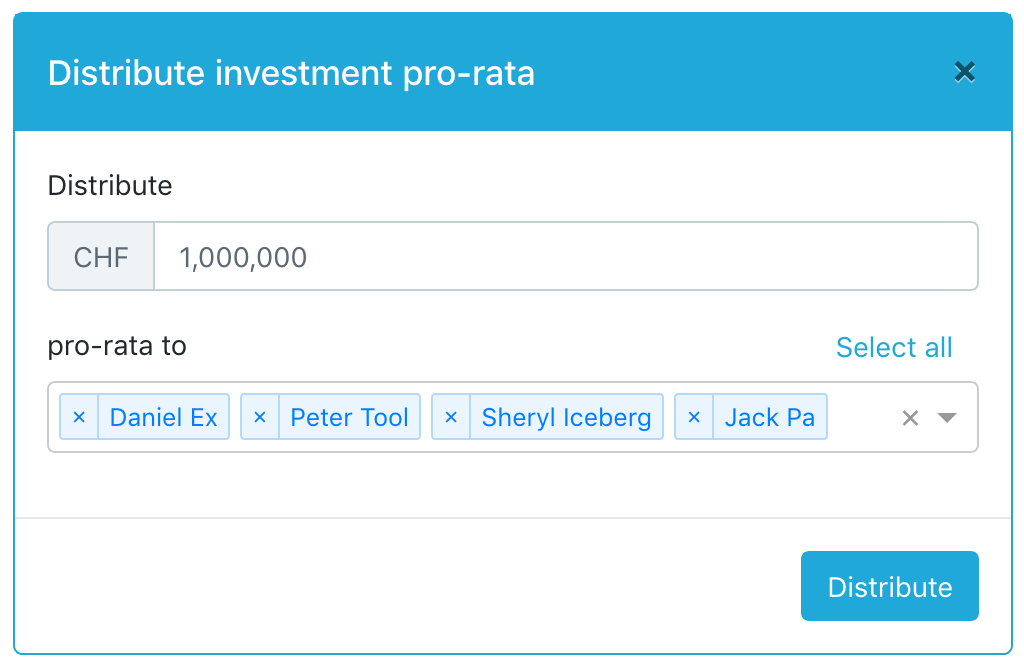 Distribute investment pro-rata ×
Distribute
CHF 1,000,000
pro-rata to Select all
× Daniel Ex × Peter Tool × Sheryl Iceberg × Jack Pa ×
Distribute